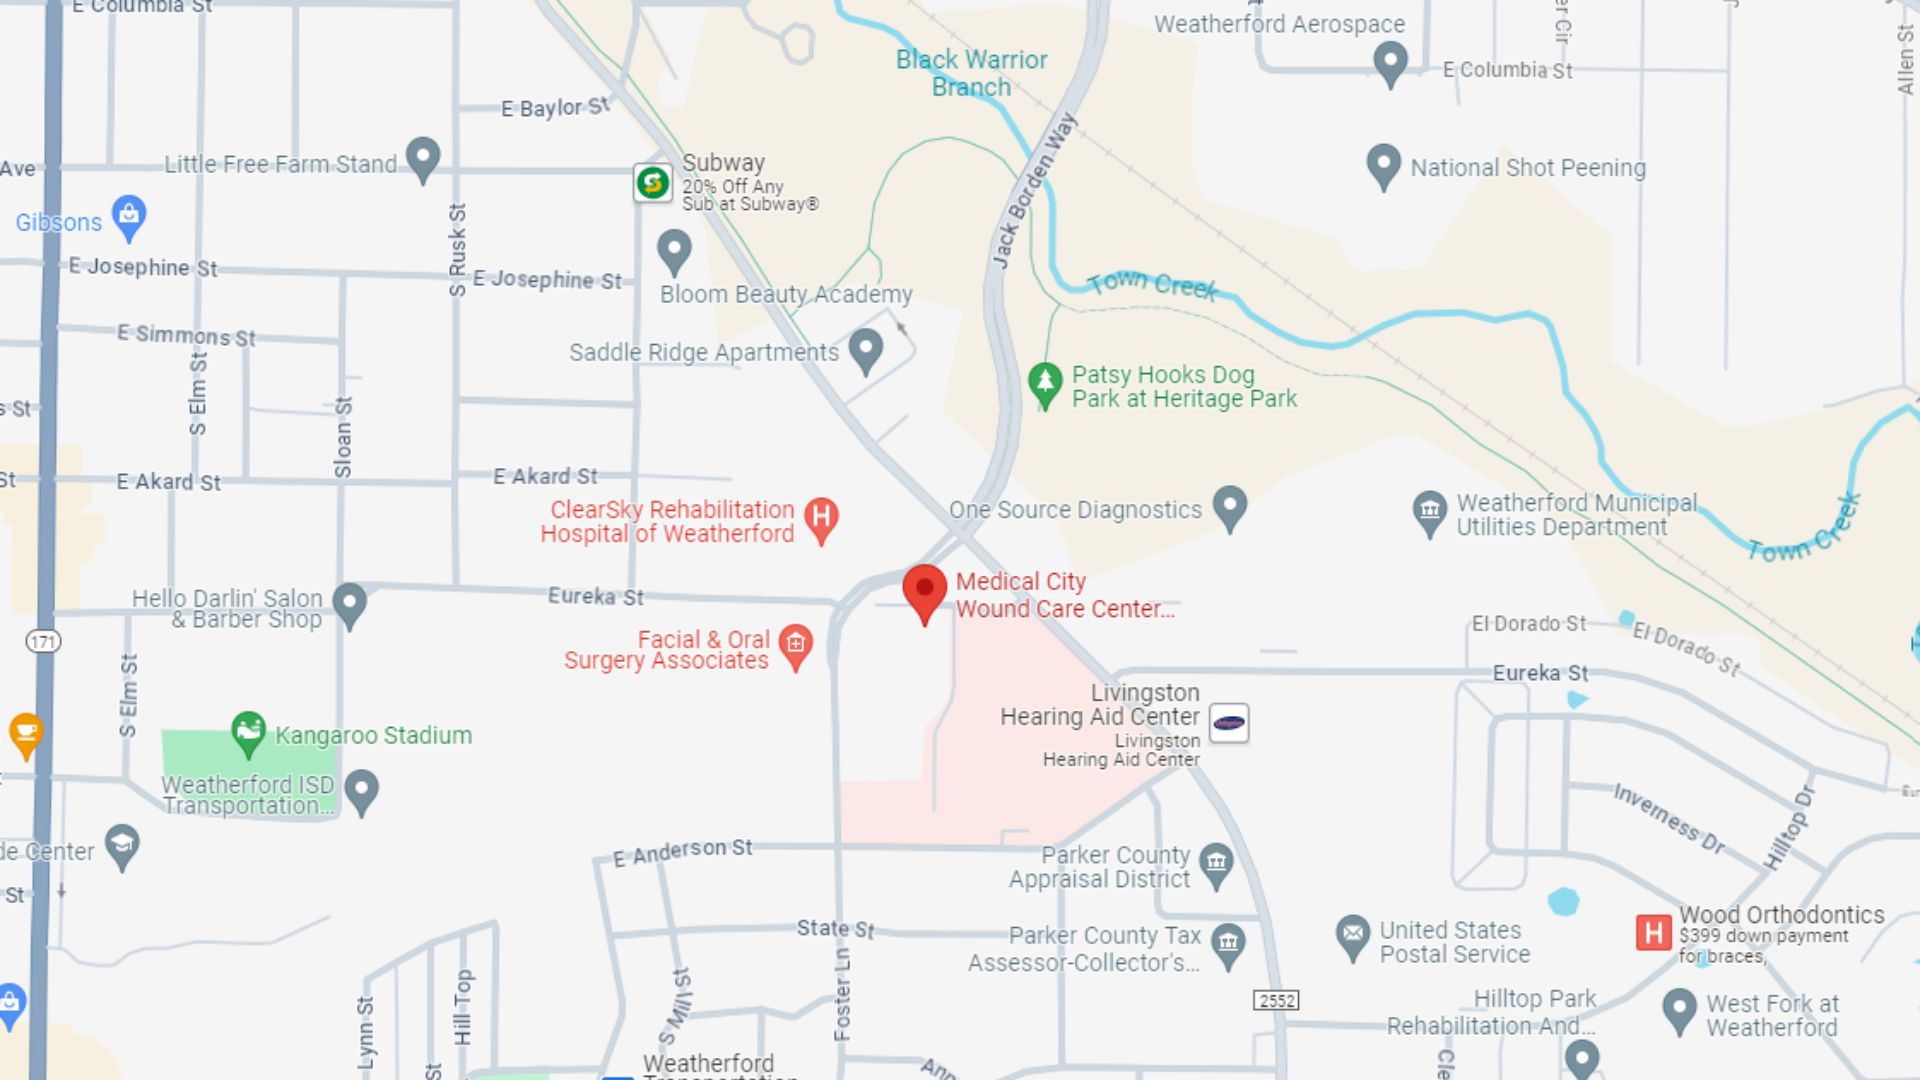 E Columbia St
Weatherford Aerospace
Allen St
Black Warrior
Branch
E Columbia St
E Baylor St
Jack Borden Way
Ave
Little Free Farm Stand
Subway
20% Off Any
Sub at Subway®
National Shot Peening
Gibsons
S Rusk St
E Josephine St
E Josephine St
Bloom Beauty Academy
Town Creek
E Simmons St
Saddle Ridge Apartments
S Elm St
Patsy Hooks Dog
Park at Heritage Park
s St
Sloan St
St
E Akard St
E Akard St
ClearSky Rehabilitation
Hospital of Weatherford
H
One Source Diagnostics
Weatherford Municipal
Utilities Department
Town Creek
Medical City
Wound Care Center...
Hello Darlin' Salon
& Barber Shop
Eureka St
171
Facial & Oral
Surgery Associates
El Dorado St
El Dorado St
Eureka St
S Elm St
Livingston
Hearing Aid Center
Livingston
Hearing Aid Center
Kangaroo Stadium
Weatherford ISD
Transportation...
Inverness Dr
Hilltop Dr
de Center
E Anderson St
Parker County
Appraisal District
St
State St
Parker County Tax
Assessor-Collector's...
United States
Postal Service
H
Wood Orthodontics
$399 down payment
for braces,
Lynn St
Hill Top
S Mill St
Foster Ln
2552
Hilltop Park
Rehabilitation And...
West Fork at
Weatherford
St
Weatherford
Transportation
Ann
Cle